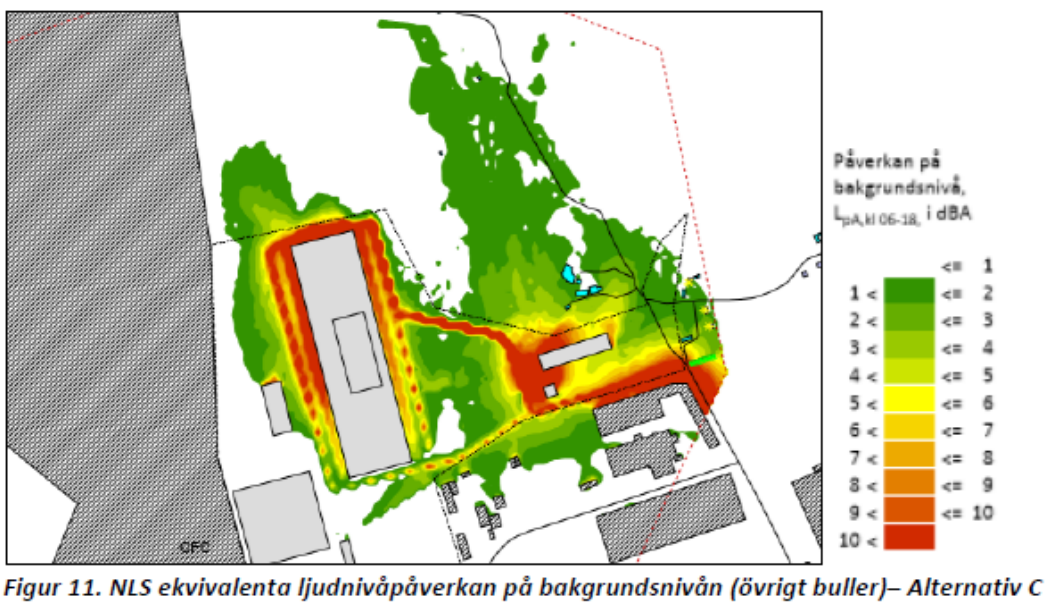 Påverkan på
bakgrundsnivå,
LpA,kl 06-18, i dBA
<= 1
1 < <= 2
2 < <= 3
3 < <= 4
4 < <= 5
5 < <= 6
6 < <= 7
7 < <= 8
8 < <= 9
9 < <= 10
10 <
CFC
Figur 11. NLS ekvivalenta ljudnivåpåverkan på bakgrundsnivån (övrigt buller)– Alternativ C